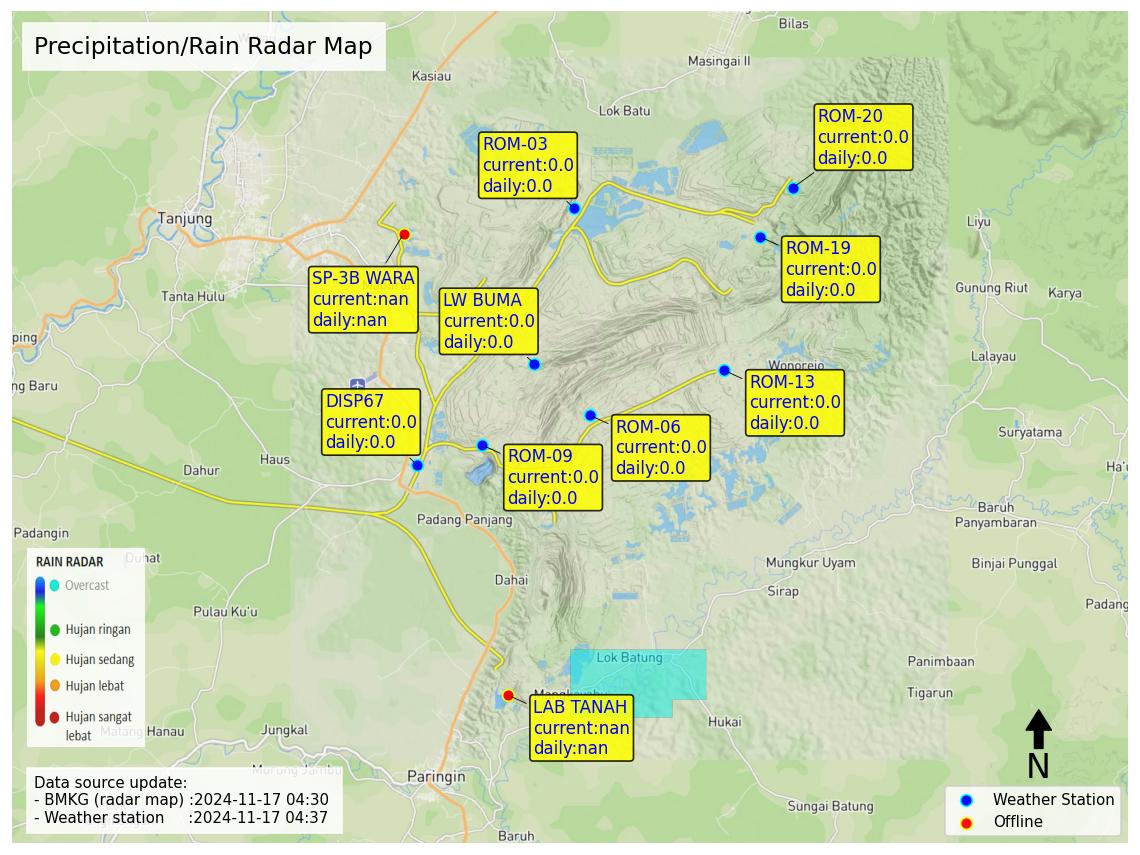 Precipitation/Rain Radar Map
Bilas
Masingai II
Kasiau
Lok Batu
ROM-20
current:0.0
daily:0.0
ROM-03
current:0.0
daily:0.0
Tanjung
Liyu
ROM-19
current:0.0
daily:0.0
SP-3B WARA
current:nan
daily:nan
Tanta Hulu
LW BUMA
current:0.0
daily:0.0
Gunung Riut
Karya
ping
Lalayau
ng Baru
Wonorejo
ROM-13
current:0.0
daily:0.0
DISP67
current:0.0
daily:0.0
ROM-06
current:0.0
daily:0.0
Suryatama
ROM-09
current:0.0
daily:0.0
Haus
Dahur
Ha'u
Padang Panjang
Baruh
Panyambaran
Padangin
Duhat
Mungkur Uyam
Binjai Punggal
RAIN RADAR
Overcast
Hujan ringan
Hujan sedang
Hujan lebat
Hujan sangat
lebat
Dahai
Sirap
Padang
Pulau Ku'u
Lok Batung
Panimbaan
Tigarun
LAB TANAH
current:nan
daily:nan
Hukai
Manau
Jungkal
Paringin
Sungai Batung
Baruh
Data source update:
- BMKG (radar map) :2024-11-17 04:30
- Weather station :2024-11-17 04:37
N
Weather Station
Offline